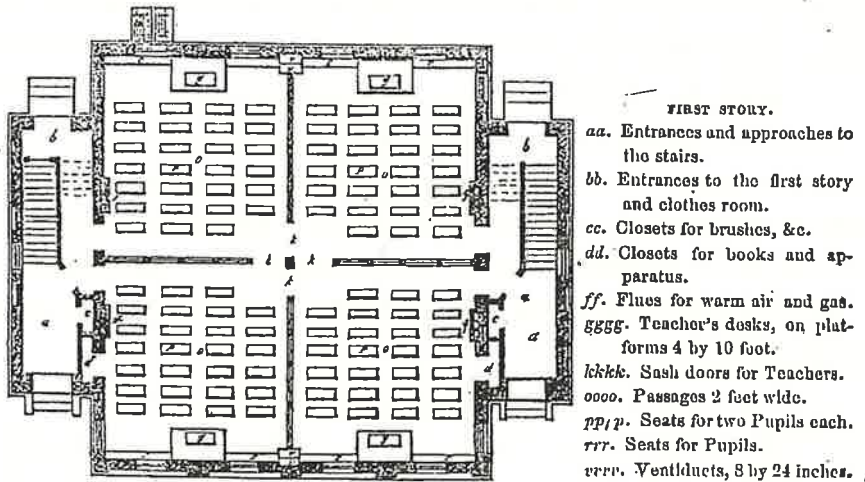 FIRST STORY.
aa. Entrances and approaches to
the stairs.
bb. Entrances to the first story
and clothes room.
cc. Closets for brushes, &c.
dd. Closets for books and ap-
paratus.
ff. Flues for warm air and gas.
gggg. Teacher's desks, on plat-
forms 4 by 10 foot.
kkkk. Sash doors for Teachers.
oooo. Passages 2 feet wide.
pp, p. Seats for two Pupils each.
rrr. Seats for Pupils.
vvvv. Ventiducts, 8 by 24 inches.
b
b
p
o
p
o
k
k
k
k
a
a
c
c
d
d
p
o
p
o